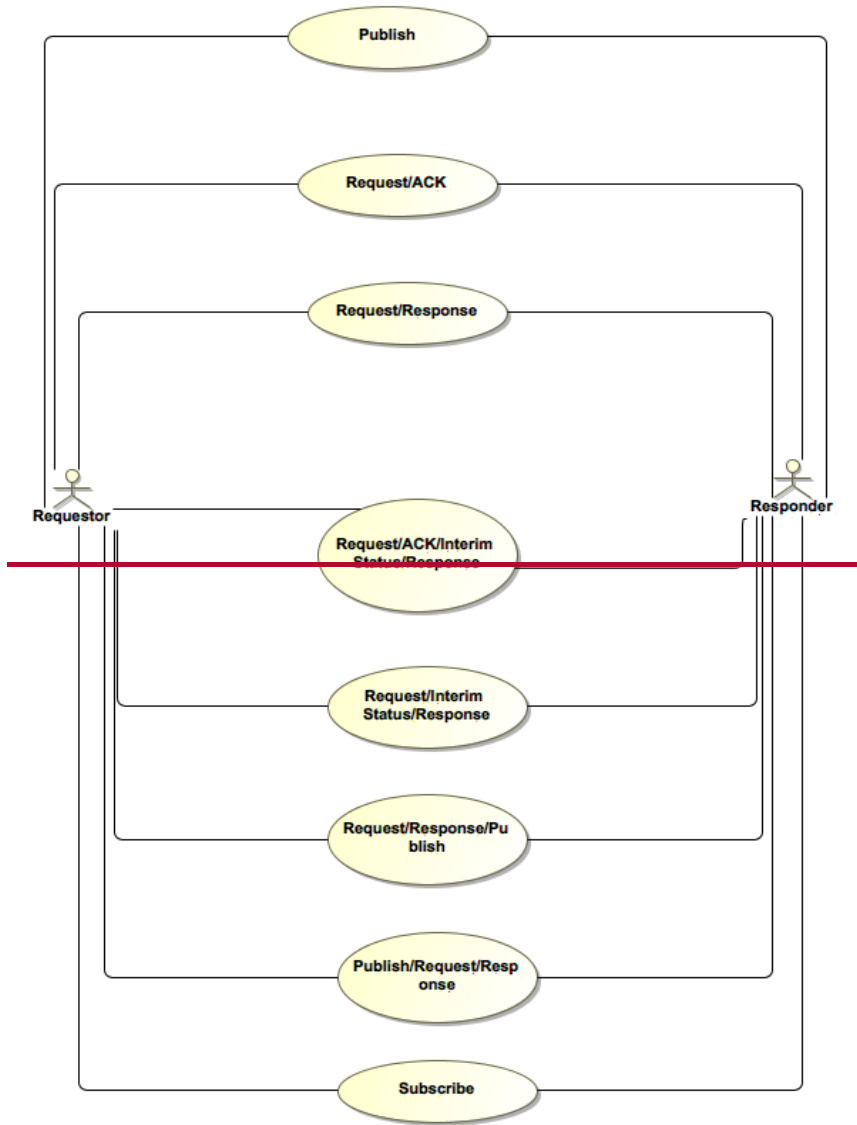 Publish
Request/ACK
Request/Response
Requestor
Responder
Request/ACK/Interim
Status/Response
Request/Interim
Status/Response
Request/Response/Pu
blish
Publish/Request/Resp
onse
Subscribe